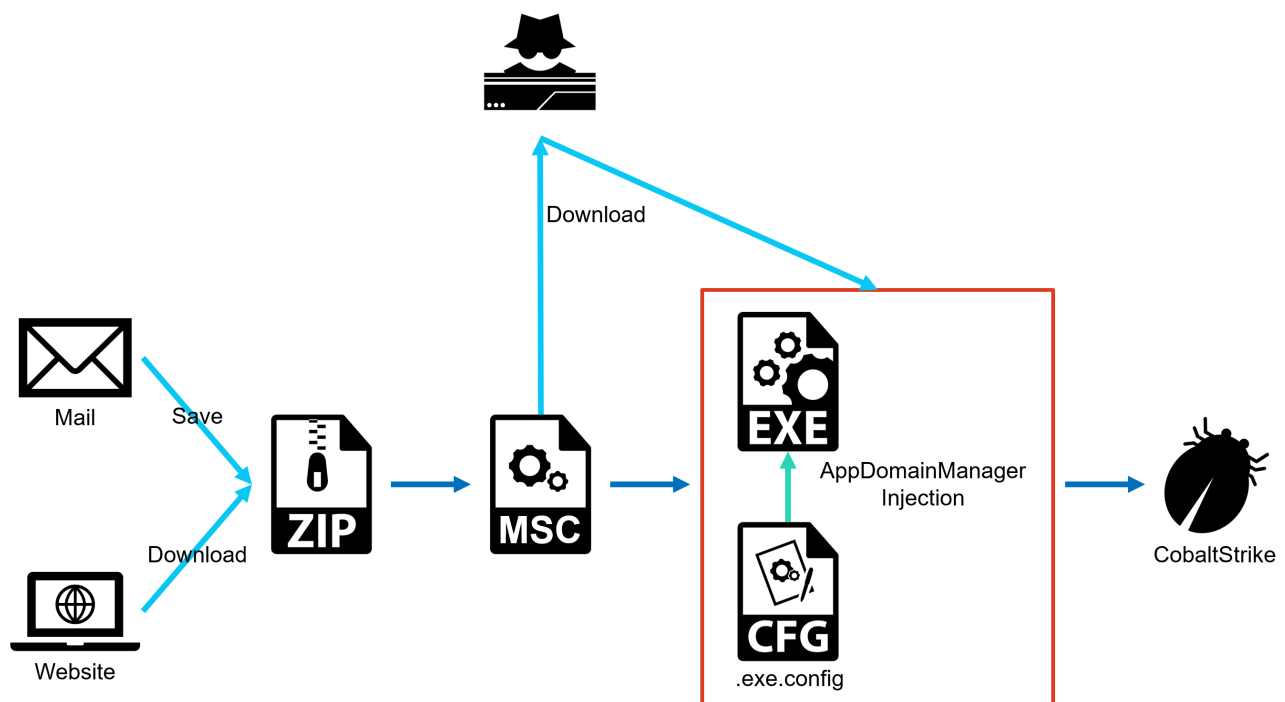 Download
Mail
Save
ZIP
MSC
EXE
AppDomainManager
Injection
CFG
.exe.config
CobaltStrike
Download
Website